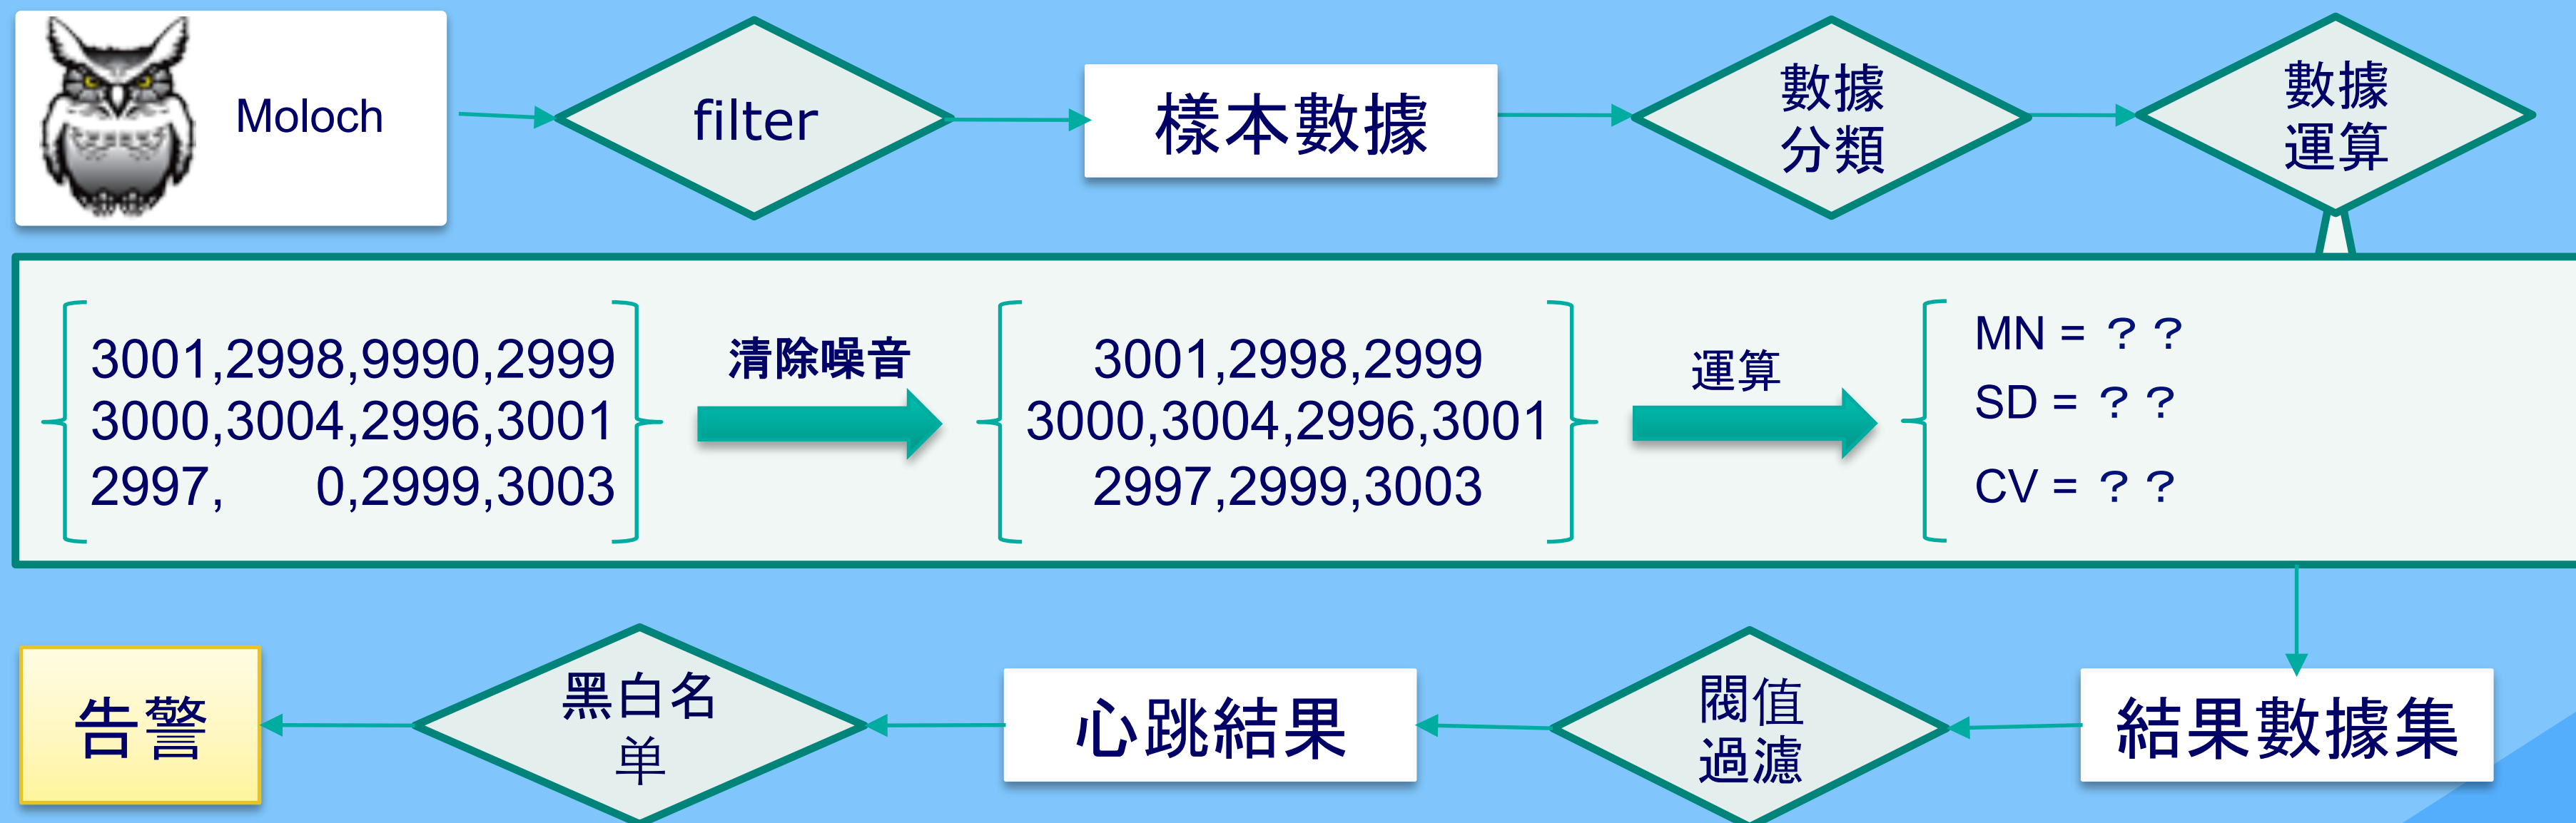 Moloch
filter
樣本數據
數據
分類
數據
運算
3001,2998,9990,2999
3000,3004,2996,3001
2997, 0,2999,3003
清除噪音
3001,2998,2999
3000,3004,2996,3001
2997,2999,3003
運算
MN = ？？
SD = ？？
CV = ？？
結果數據集
閥值
過濾
心跳結果
黑白名
单
告警